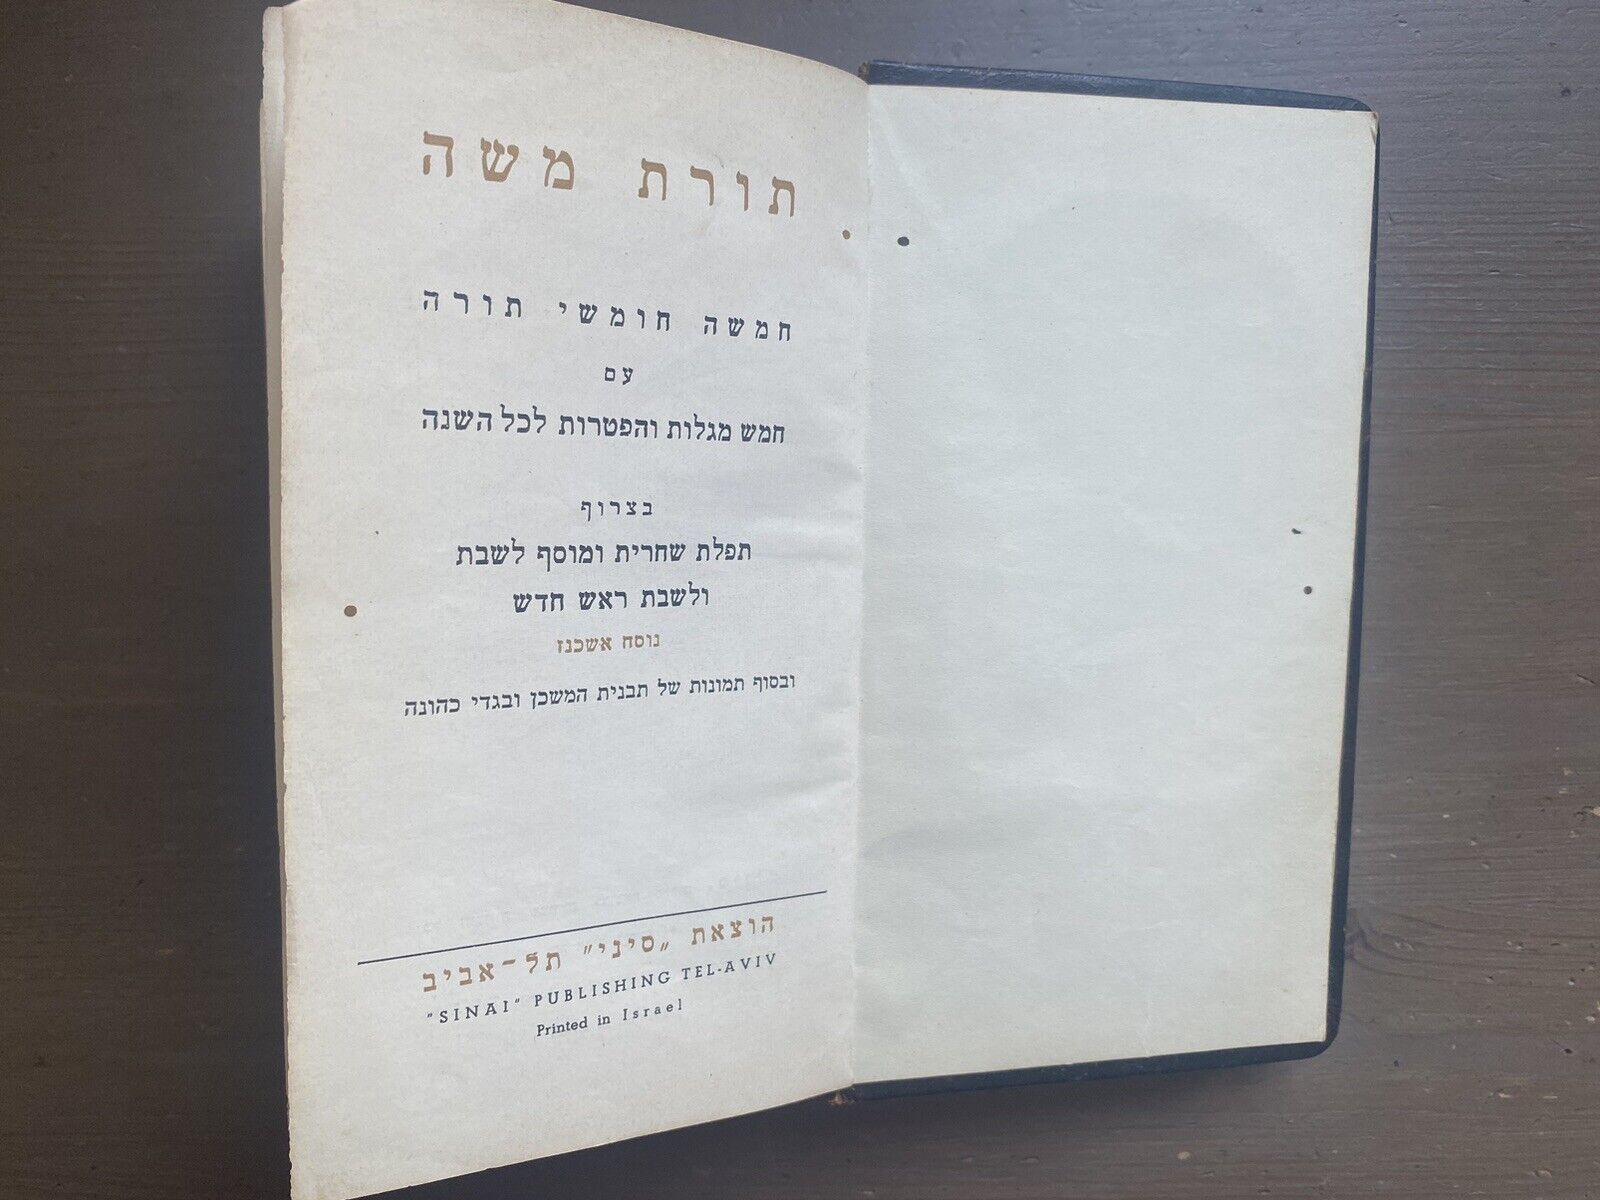 תורת משה
חמשה חומשי תורה
עם
חמש מגלות והפטרות לכל השנה
בצרוף
תפלת שחרית ומוסף לשבת
ולשבת ראש חדש
נוסח אשכנז
ובסוף תמונות של תבנית המשכן ובגדי כהונה
הוצאת „סיני" תל-אביב
"SINAI" PUBLISHING TEL-AVIV
Printed in Israel